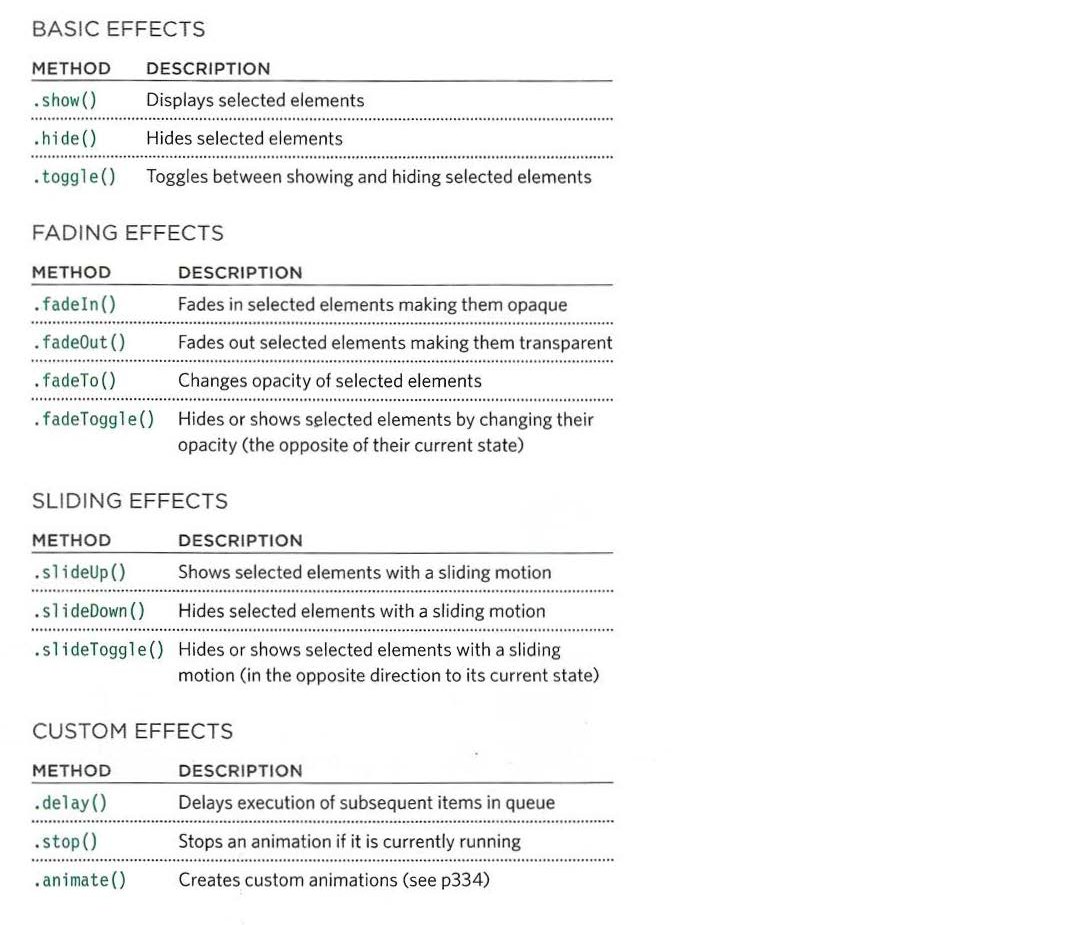 BASIC EFFECTS
METHOD DESCRIPTION
.show() Displays selected elements
.hide() Hides selected elements
.toggle() Toggles between showing and hiding selected elements
FADING EFFECTS
METHOD DESCRIPTION
.fadeIn() Fades in selected elements making them opaque
.fadeOut() Fades out selected elements making them transparent
.fadeTo() Changes opacity of selected elements
.fadeToggle() Hides or shows selected elements by changing their
opacity (the opposite of their current state)
SLIDING EFFECTS
METHOD DESCRIPTION
.slideUp() Shows selected elements with a sliding motion
.slideDown() Hides selected elements with a sliding motion
.slideToggle() Hides or shows selected elements with a sliding
motion (in the opposite direction to its current state)
CUSTOM EFFECTS
METHOD DESCRIPTION
.delay() Delays execution of subsequent items in queue
.stop() Stops an animation if it is currently running
.animate() Creates custom animations (see p334)